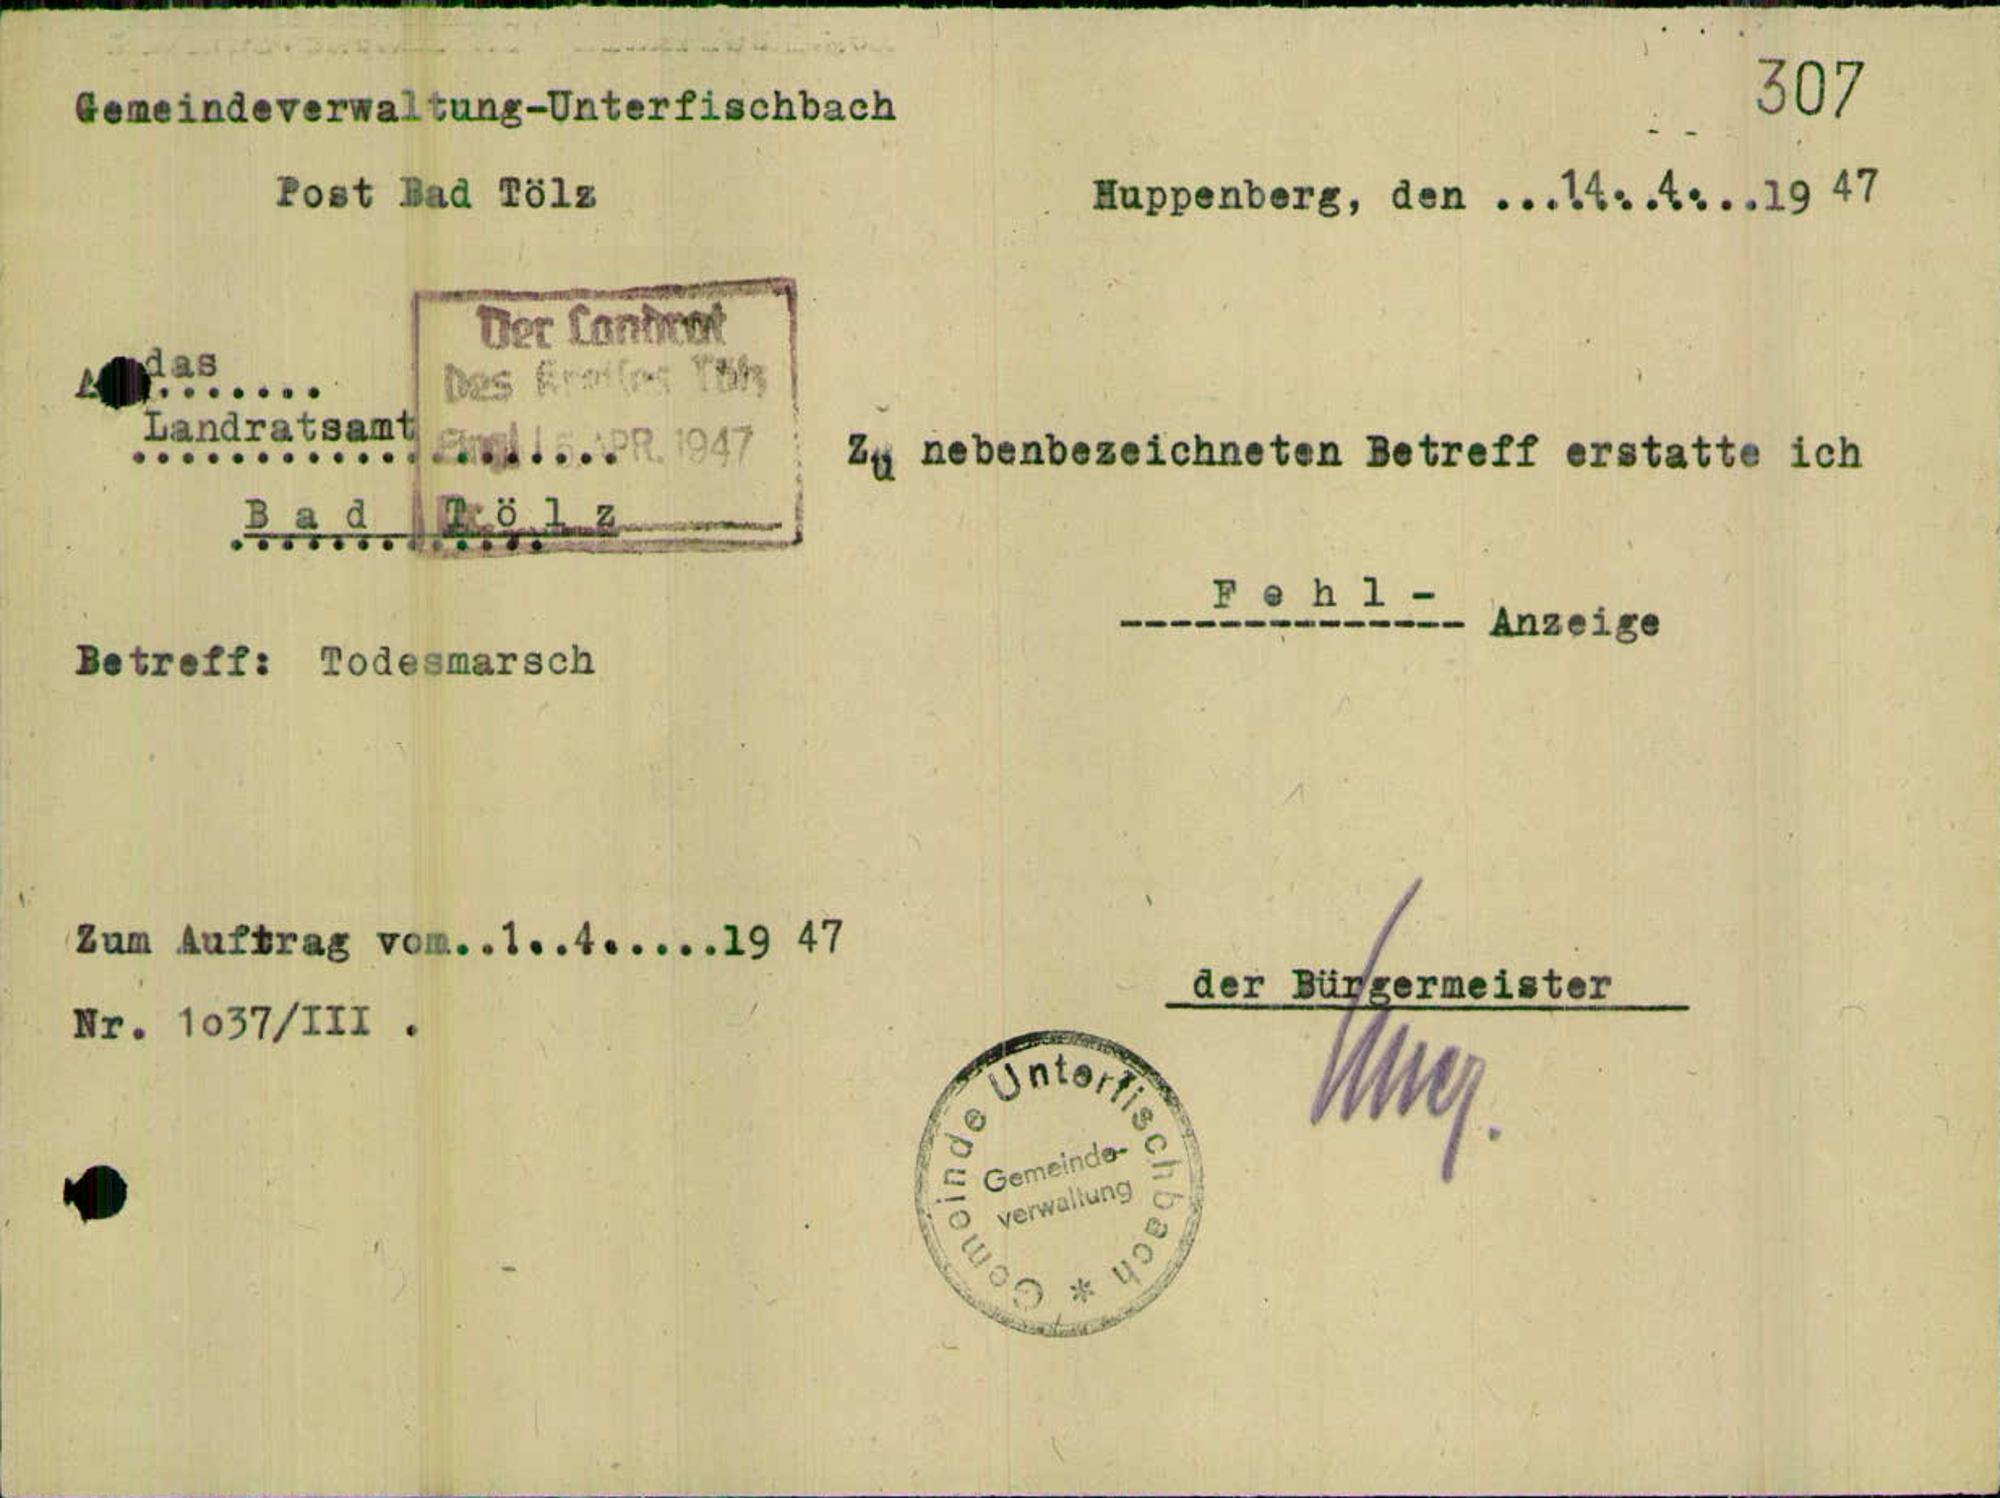 307
Gemeindeverwaltung-Unterfischbach
Post Bad Tölz
Huppenberg, den ...14..4....19 47
Der Landrat
des Kreises Tölz
Eing. 15. APR. 1947
An das
Landratsamt
Bad Tölz
Zu nebenbezeichneten Betreff erstatte ich
Fehl-
-------------- Anzeige
Betreff: Todesmarsch
Zum Auftrag vom..1..4......19 47
Nr. 1o37/III .
der Bürgermeister
Gemeinde Unterfischbach *
Gemeinde-
verwaltung